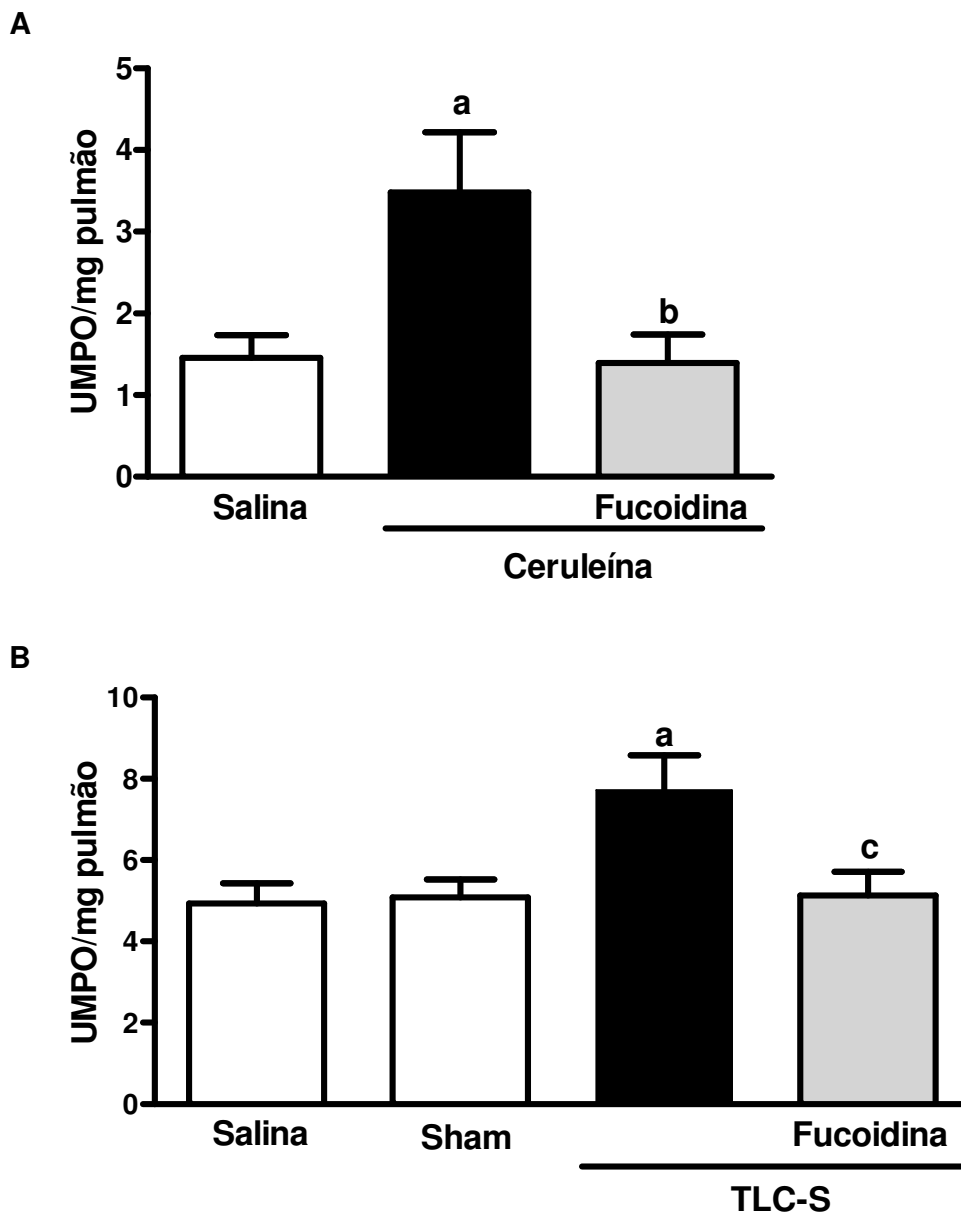 A
UMPO/mg pulmão
5
4
3
2
1
0
a
b
Salina
Fucoidina
Ceruleína
B
UMPO/mg pulmão
10
8
6
4
2
0
a
c
Salina
Sham
Fucoidina
TLC-S